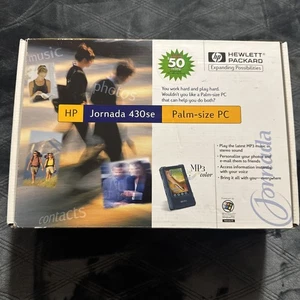 music
50
HEWLETT
PACKARD
Expanding Possibilities
photos
You work hard and play hard.
Wouldn't you like a Palm-size PC
that can help you do both?
HP
Jornada 430se
Palm-size PC
Play the latest MP3 music in
stereo sound
Personalize your photos and
e-mail them to friends
Access information instantly
with your voice
Bring it all with you everywhere
MP3
color
Jornada
contacts